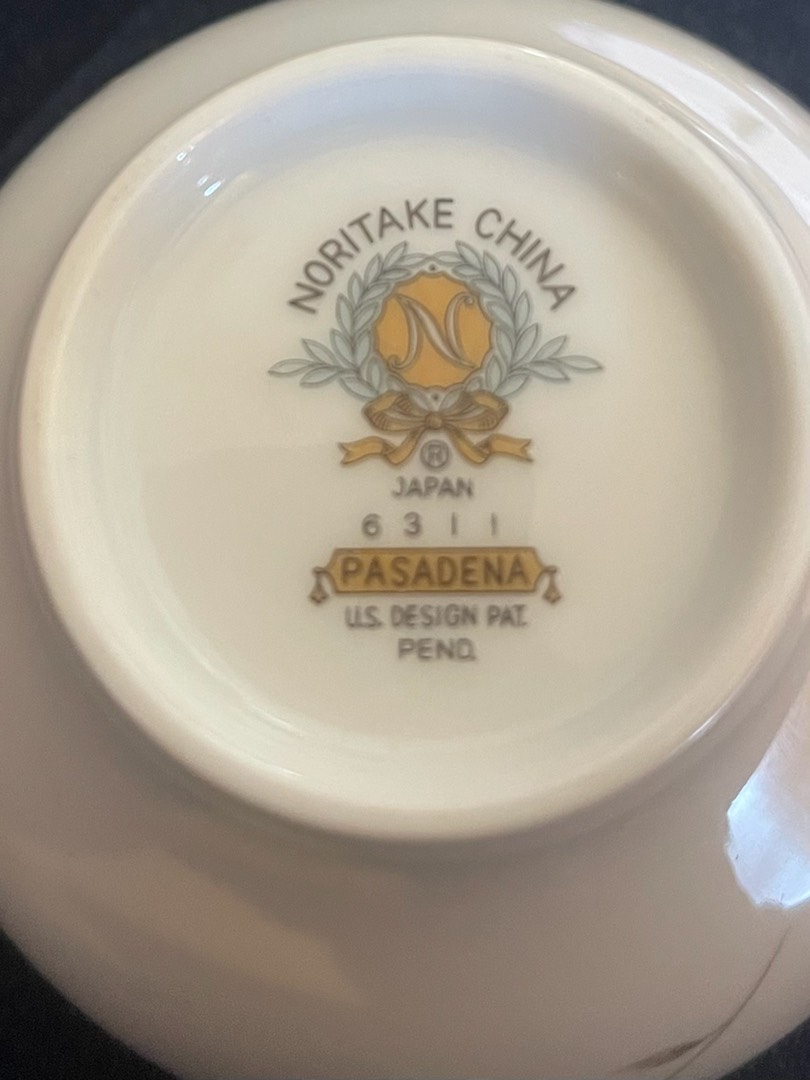 NORITAKE CHINA
N
®
JAPAN
6311
PASADENA
U.S. DESIGN PAT.
PEND.